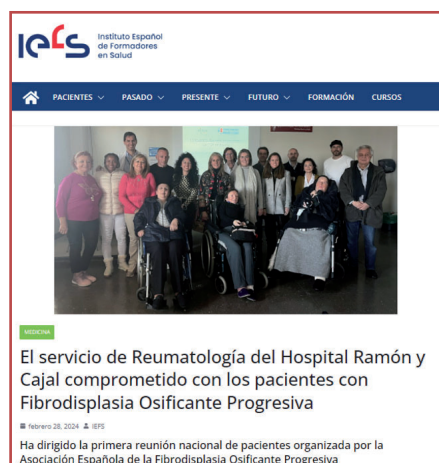 IEFS
Instituto Español
de Formadores
en Salud
PACIENTES PASADO PRESENTE FUTURO FORMACIÓN CURSOS
MEDICINA
El servicio de Reumatología del Hospital Ramón y
Cajal comprometido con los pacientes con
Fibrodisplasia Osificante Progresiva
febrero 28, 2024 IEFS
Ha dirigido la primera reunión nacional de pacientes organizada por la
Asociación Española de la Fibrodisplasia Osificante Progresiva